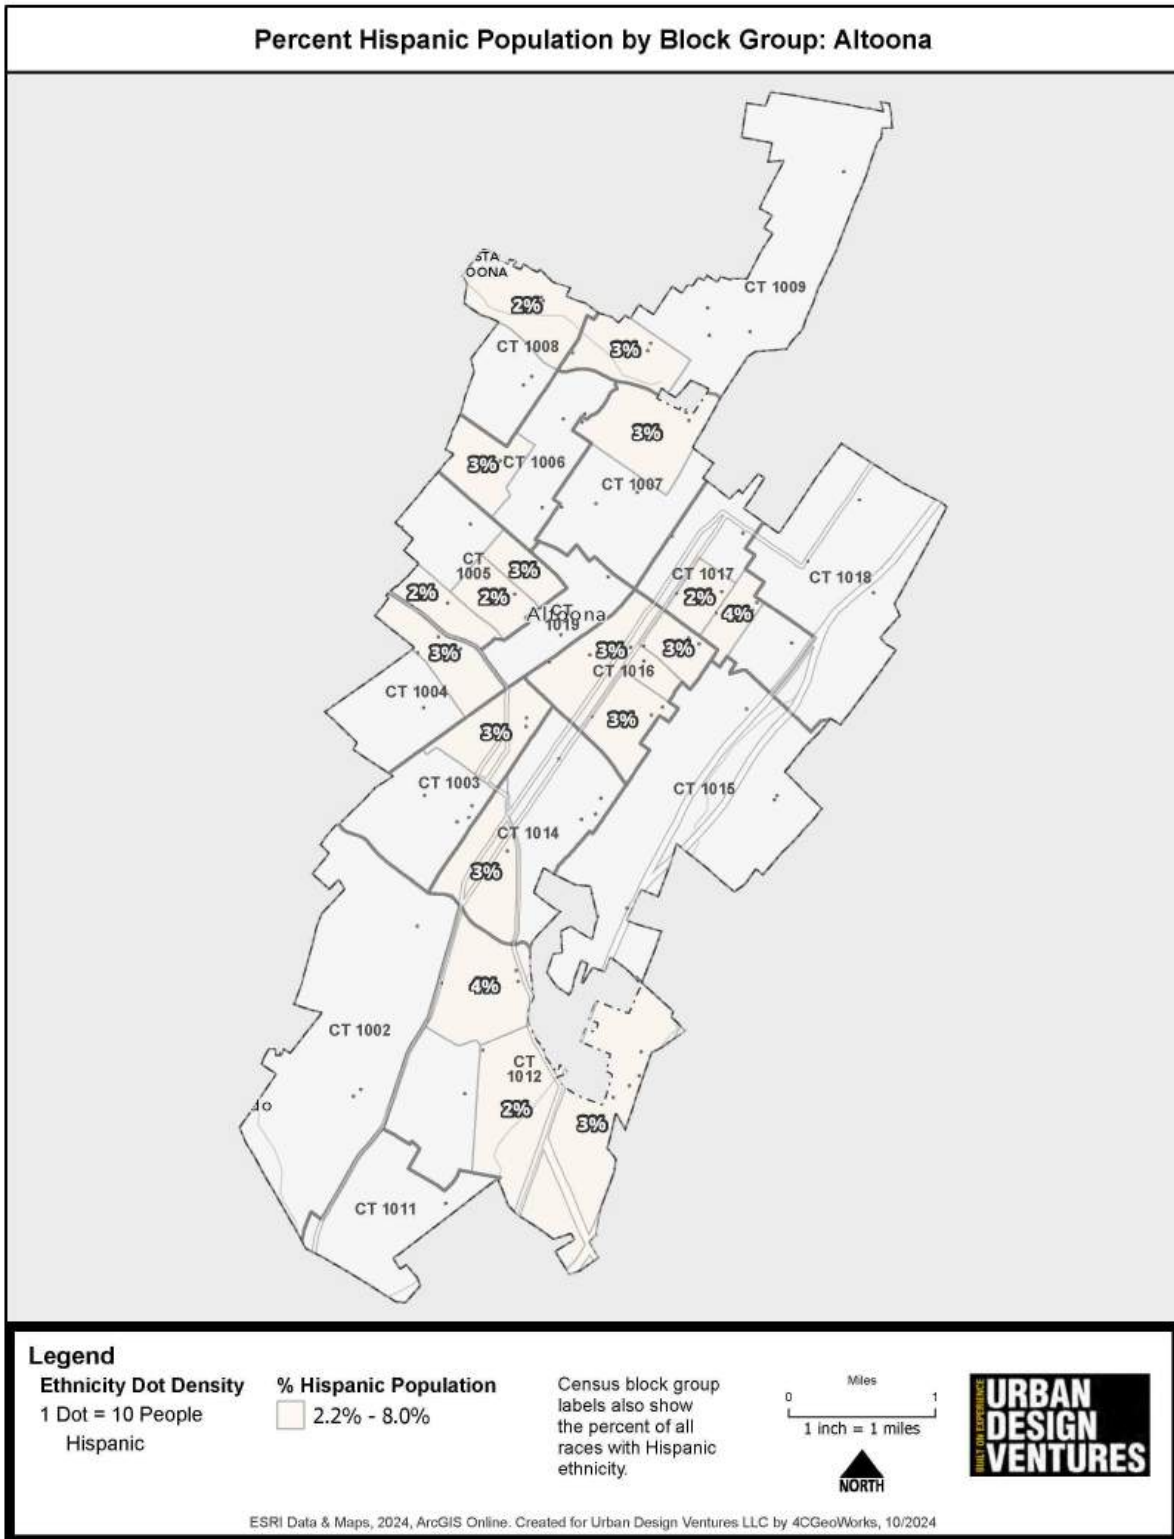 Percent Hispanic Population by Block Group: Altoona
STA
OONA
CT 1009
2%
CT 1008
3%
3%
3%
CT 1006
CT 1007
CT
1005
3%
CT 1017
CT 1018
2%
2%
2%
4%
Altoona
CT
1019
3%
3%
3%
CT 1016
CT 1004
3%
3%
CT 1003
CT 1015
CT 1014
3%
4%
CT 1002
CT
1012
do
2%
3%
CT 1011
Legend
Ethnicity Dot Density
1 Dot = 10 People
Hispanic
% Hispanic Population
2.2% - 8.0%
Census block group
labels also show
the percent of all
races with Hispanic
ethnicity.
Miles
0 1
1 inch = 1 miles
NORTH
BUILT ON EXPERIENCE
URBAN
DESIGN
VENTURES
ESRI Data & Maps, 2024, ArcGIS Online. Created for Urban Design Ventures LLC by 4CGeoWorks, 10/2024